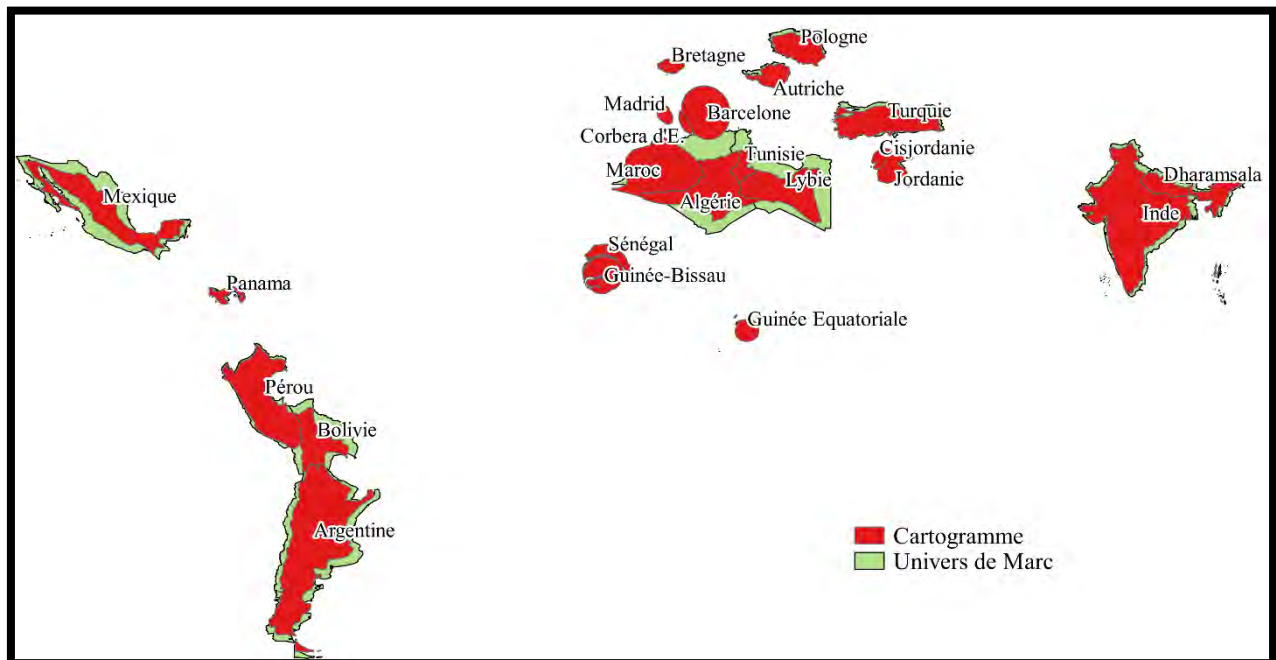 Pologne
Bretagne
Autriche
Madrid
Barcelone
Turquie
Corbera d'E.
Tunisie
Cisjordanie
Maroc
Lybie
Jordanie
Dharamsala
Mexique
Algérie
Inde
Sénégal
Guinée-Bissau
Panama
Guinée Equatoriale
Pérou
Bolivie
Argentine
Cartogramme
Univers de Marc